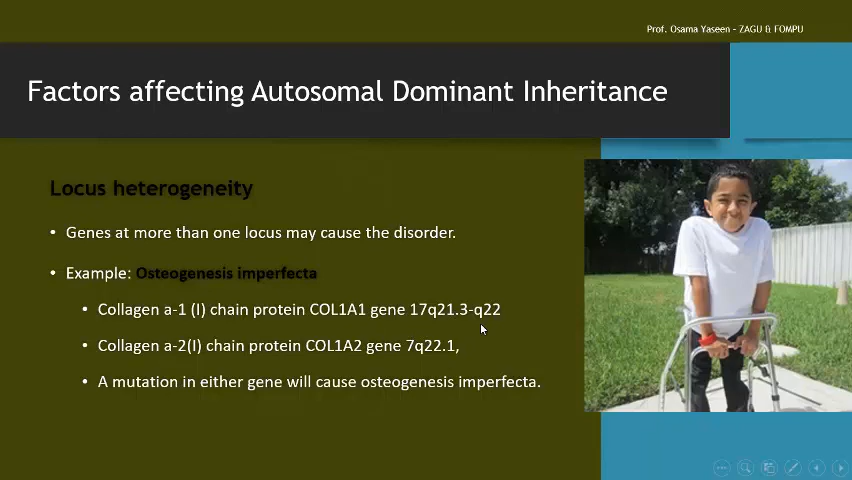 Prof. Osama Yaseen – ZAGU & FOMPU
Factors affecting Autosomal Dominant Inheritance
Locus heterogeneity
• Genes at more than one locus may cause the disorder.
• Example: Osteogenesis imperfecta
• Collagen a-1 (I) chain protein COL1A1 gene 17q21.3-q22
• Collagen a-2(I) chain protein COL1A2 gene 7q22.1,
• A mutation in either gene will cause osteogenesis imperfecta.